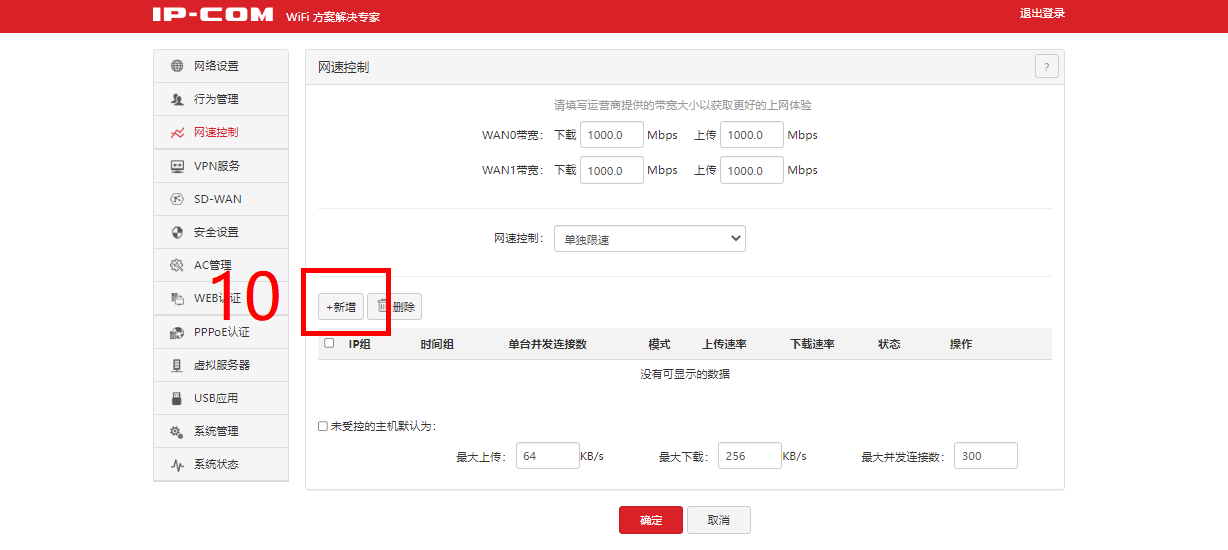 IP-COM WiFi 方案解决专家 退出登录
网络设置
行为管理
网速控制
VPN服务
SD-WAN
安全设置
AC管理
WEB认证
PPPoE认证
虚拟服务器
USB应用
系统管理
系统状态
网速控制 ?
请填写运营商提供的带宽大小以获取更好的上网体验
WAN0带宽: 下载 1000.0 Mbps 上传 1000.0 Mbps
WAN1带宽: 下载 1000.0 Mbps 上传 1000.0 Mbps
网速控制: 单独限速
10
+新增 删除
IP组 时间组 单台并发连接数 模式 上传速率 下载速率 状态 操作
没有可显示的数据
未受控的主机默认为:
最大上传: 64 KB/s 最大下载: 256 KB/s 最大并发连接数: 300
确定 取消